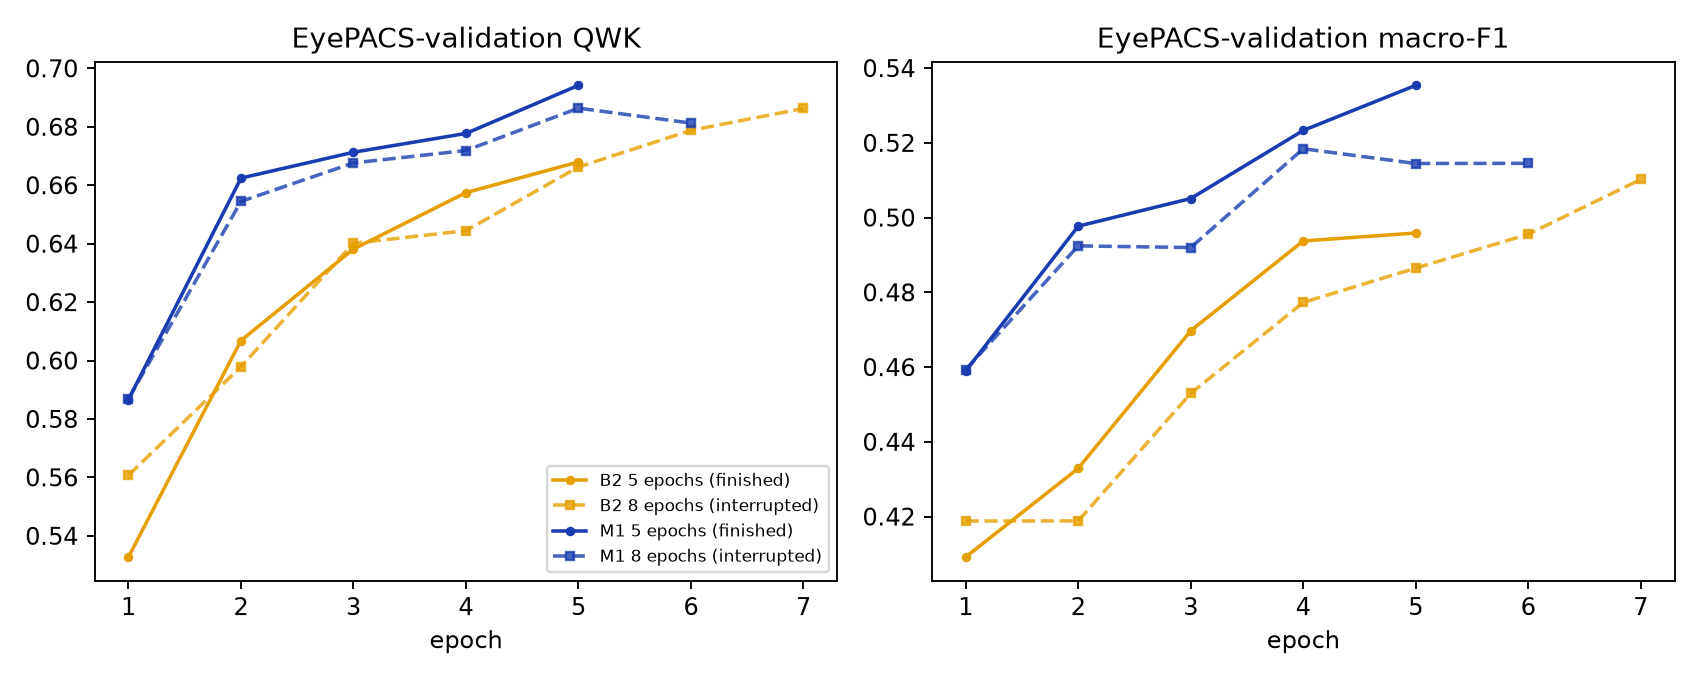 EyePACS-validation QWK
0.70
0.68
0.66
0.64
0.62
0.60
0.58
0.56
0.54
B2 5 epochs (finished)
B2 8 epochs (interrupted)
M1 5 epochs (finished)
M1 8 epochs (interrupted)
1 2 3 4 5 6 7
epoch
EyePACS-validation macro-F1
0.54
0.52
0.50
0.48
0.46
0.44
0.42
1 2 3 4 5 6 7
epoch